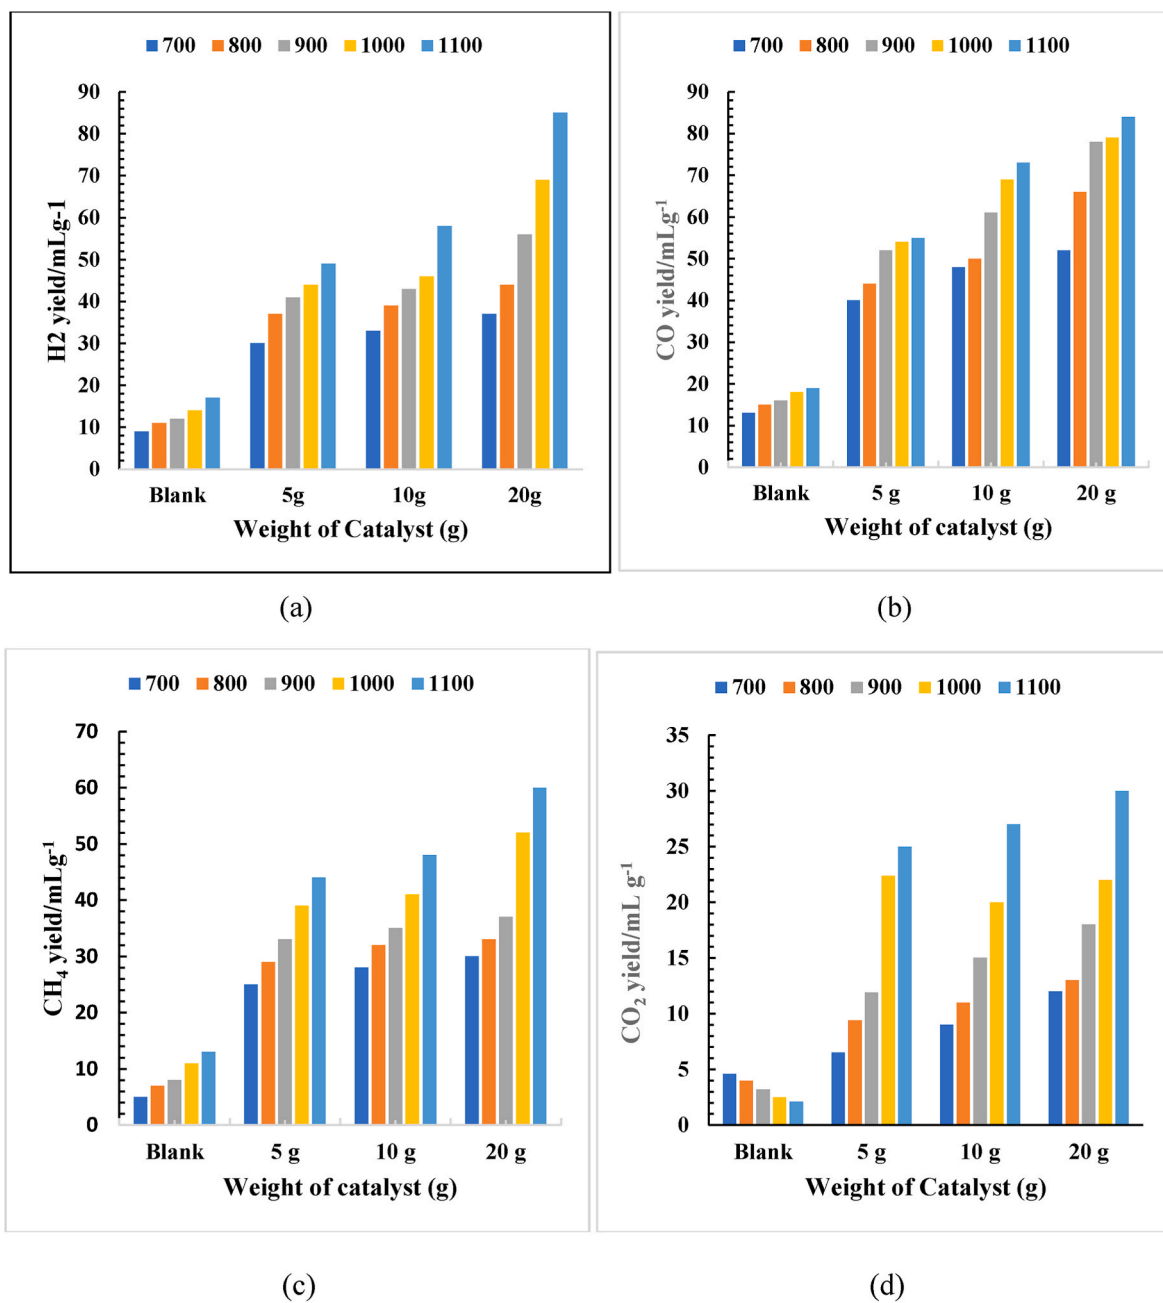 700 800 900 1000 1100
90
80
70
60
50
40
30
20
10
0
H2 yield/mLg-1
Blank 5g 10g 20g
Weight of Catalyst (g)
(a)
700 800 900 1000 1100
90
80
70
60
50
40
30
20
10
0
CO yield/mLg⁻¹
Blank 5 g 10 g 20 g
Weight of catalyst (g)
(b)
700 800 900 1000 1100
70
60
50
40
30
20
10
0
CH₄ yield/mLg⁻¹
Blank 5 g 10 g 20 g
Weight of catalyst (g)
(c)
700 800 900 1000 1100
35
30
25
20
15
10
5
0
CO₂ yield/mL g⁻¹
Blank 5 g 10 g 20 g
Weight of Catalyst (g)
(d)